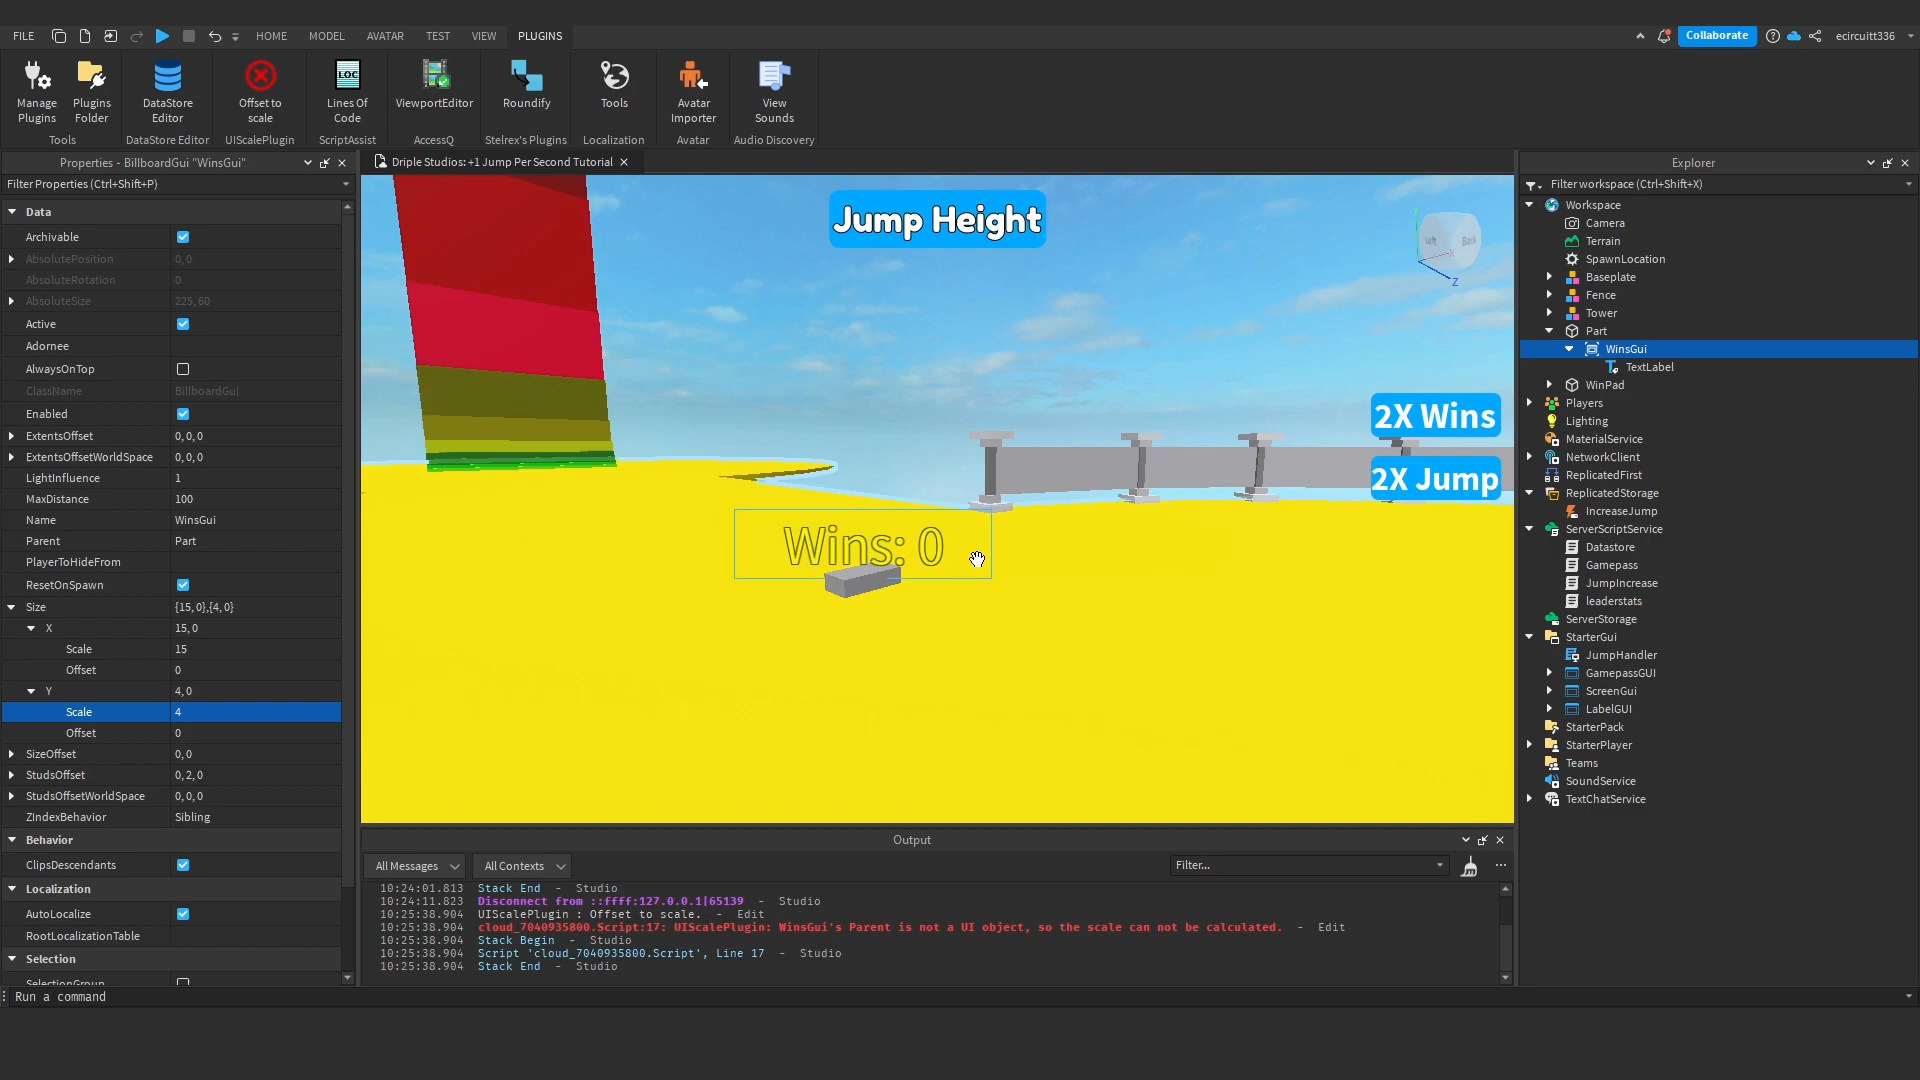 FILE
HOME
MODEL
AVATAR
TEST
VIEW
PLUGINS
Collaborate
ecircuitt336
Manage
Plugins
Plugins
Folder
Tools
DataStore
Editor
DataStore Editor
Offset to
scale
UIScalePlugin
LOC
Lines Of
Code
ScriptAssist
ViewportEditor
AccessQ
Roundify
Stelrex's Plugins
Tools
Localization
Avatar
Importer
Avatar
View
Sounds
Audio Discovery
Properties - BillboardGui "WinsGui"
Filter Properties (Ctrl+Shift+P)
Data
Archivable
AbsolutePosition 0, 0
AbsoluteRotation 0
AbsoluteSize 225, 60
Active
Adornee
AlwaysOnTop
ClassName BillboardGui
Enabled
ExtentsOffset 0, 0, 0
ExtentsOffsetWorldSpace 0, 0, 0
LightInfluence 1
MaxDistance 100
Name WinsGui
Parent Part
PlayerToHideFrom
ResetOnSpawn
Size {15, 0},{4, 0}
X 15, 0
Scale 15
Offset 0
Y 4, 0
Scale 4
Offset 0
SizeOffset 0, 0
StudsOffset 0, 2, 0
StudsOffsetWorldSpace 0, 0, 0
ZIndexBehavior Sibling
Behavior
ClipsDescendants
Localization
AutoLocalize
RootLocalizationTable
Selection
SelectionGroup
Driple Studios: +1 Jump Per Second Tutorial
Jump Height
Left
Back
Y
X
Z
2X Wins
2X Jump
Wins: 0
Output
All Messages
All Contexts
Filter...
10:24:01.813 Stack End - Studio
10:24:11.823 Disconnect from ::ffff:127.0.0.1|65139 - Studio
10:25:38.904 UIScalePlugin : Offset to scale. - Edit
10:25:38.904 cloud_7040935800.Script:17: UIScalePlugin: WinsGui's Parent is not a UI object, so the scale can not be calculated. - Edit
10:25:38.904 Stack Begin - Studio
10:25:38.904 Script 'cloud_7040935800.Script', Line 17 - Studio
10:25:38.904 Stack End - Studio
Run a command
Explorer
Filter workspace (Ctrl+Shift+X)
Workspace
Camera
Terrain
SpawnLocation
Baseplate
Fence
Tower
Part
WinsGui
TextLabel
WinPad
Players
Lighting
MaterialService
NetworkClient
ReplicatedFirst
ReplicatedStorage
IncreaseJump
ServerScriptService
Datastore
Gamepass
JumpIncrease
leaderstats
ServerStorage
StarterGui
JumpHandler
GamepassGUI
ScreenGui
LabelGUI
StarterPack
StarterPlayer
Teams
SoundService
TextChatService